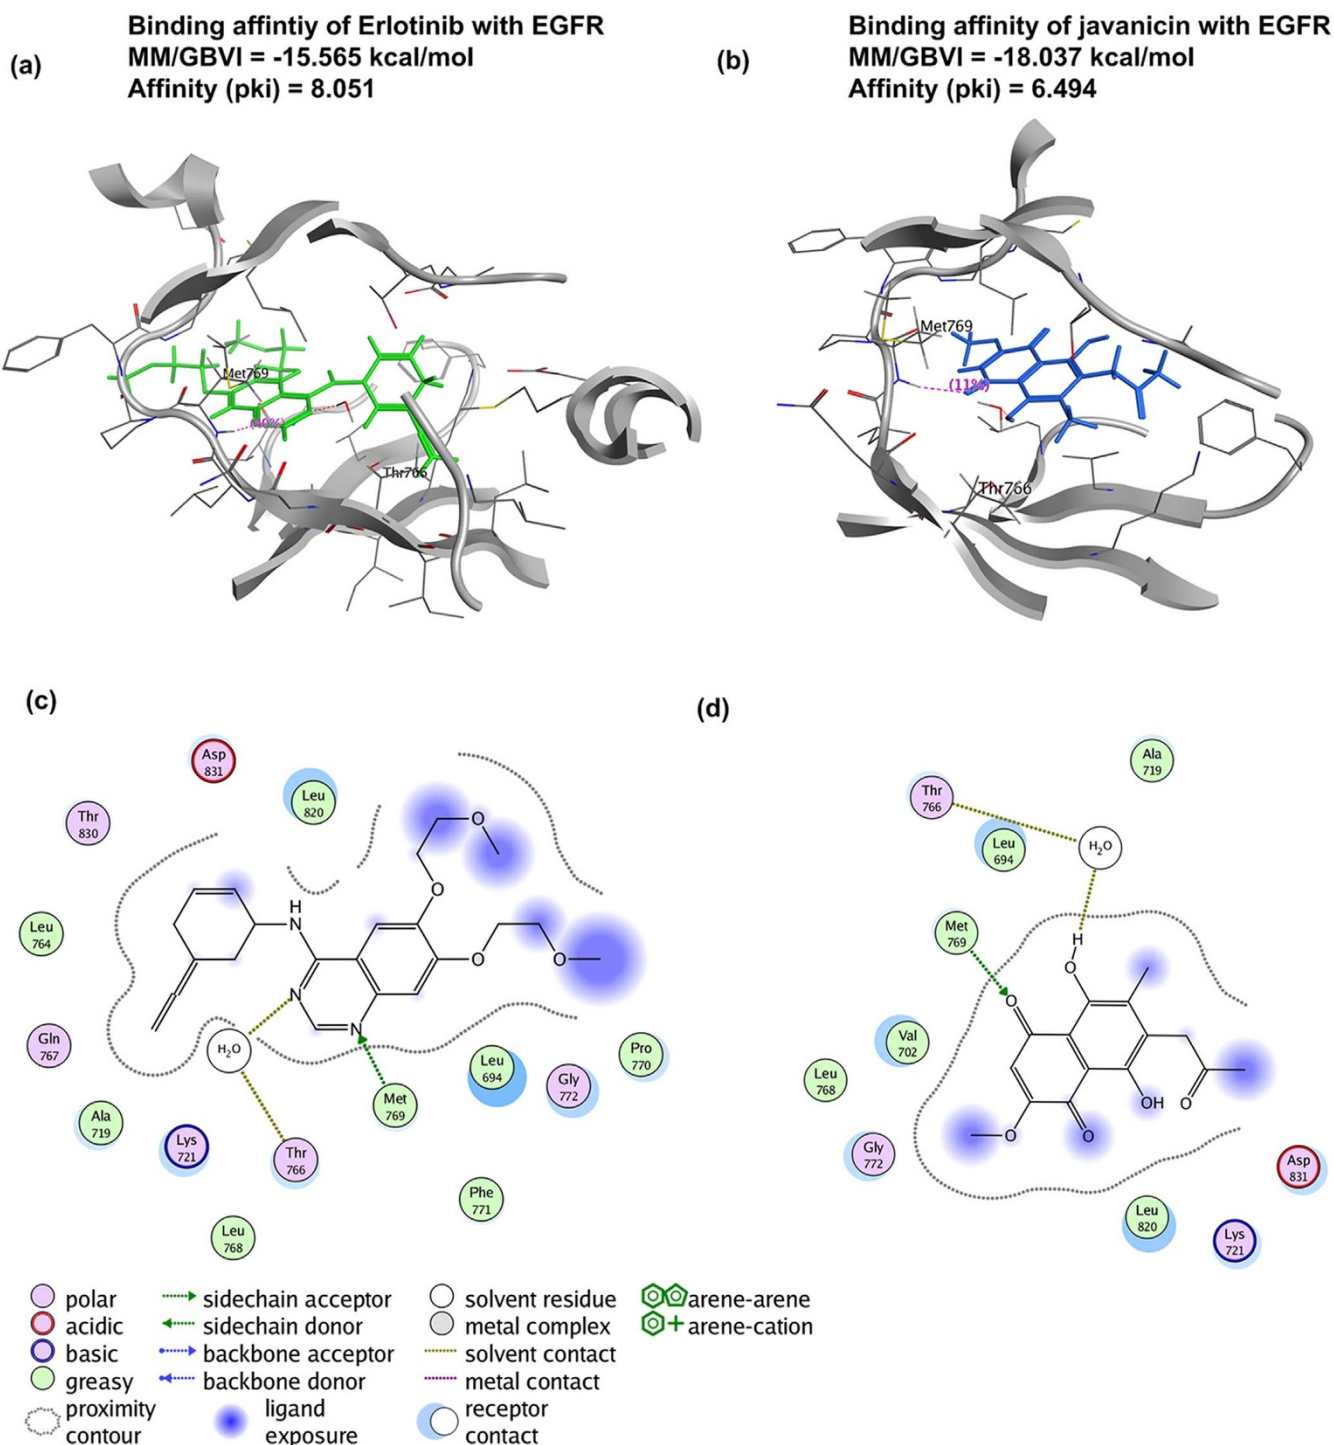 (a)
Binding affintiy of Erlotinib with EGFR
MM/GBVI = -15.565 kcal/mol
Affinity (pki) = 8.051
(b)
Binding affinity of javanicin with EGFR
MM/GBVI = -18.037 kcal/mol
Affinity (pki) = 6.494
Met769
Thr766
Met769
(11%)
Thr766
(c)
Asp
831
Leu
820
Thr
830
O
O
H
N
Leu
764
O
O
N
N
Gln
767
H₂O
Leu
694
Gly
772
Pro
770
Met
769
Ala
719
Lys
721
Thr
766
Phe
771
Leu
768
(d)
Ala
719
Thr
766
Leu
694
H₂O
Met
769
H
O
O
Val
702
Leu
768
OH
O
O
O
Gly
772
Asp
831
Leu
820
Lys
721
polar
acidic
basic
greasy
proximity
contour
sidechain acceptor
sidechain donor
backbone acceptor
backbone donor
ligand
exposure
solvent residue
metal complex
solvent contact
metal contact
receptor
contact
arene-arene
arene-cation